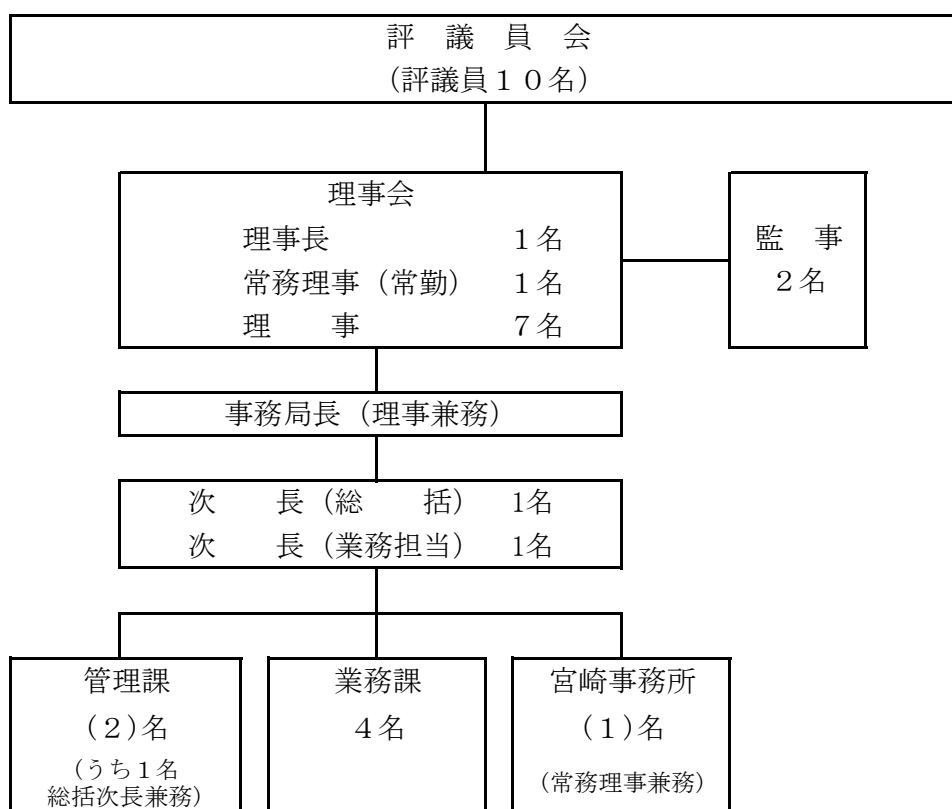 評　議　員　会
（評議員１０名）
理事会
理事長　１名
常務理事（常勤）　１名
理　　事　７名
監　事
２名
事務局長（理事兼務）
次　　長（総　　括）　1名
次　　長（業務担当）　1名
管理課
（２）名
（うち１名
総括次長兼務）
業務課
４名
宮崎事務所
（１）名
（常務理事兼務）